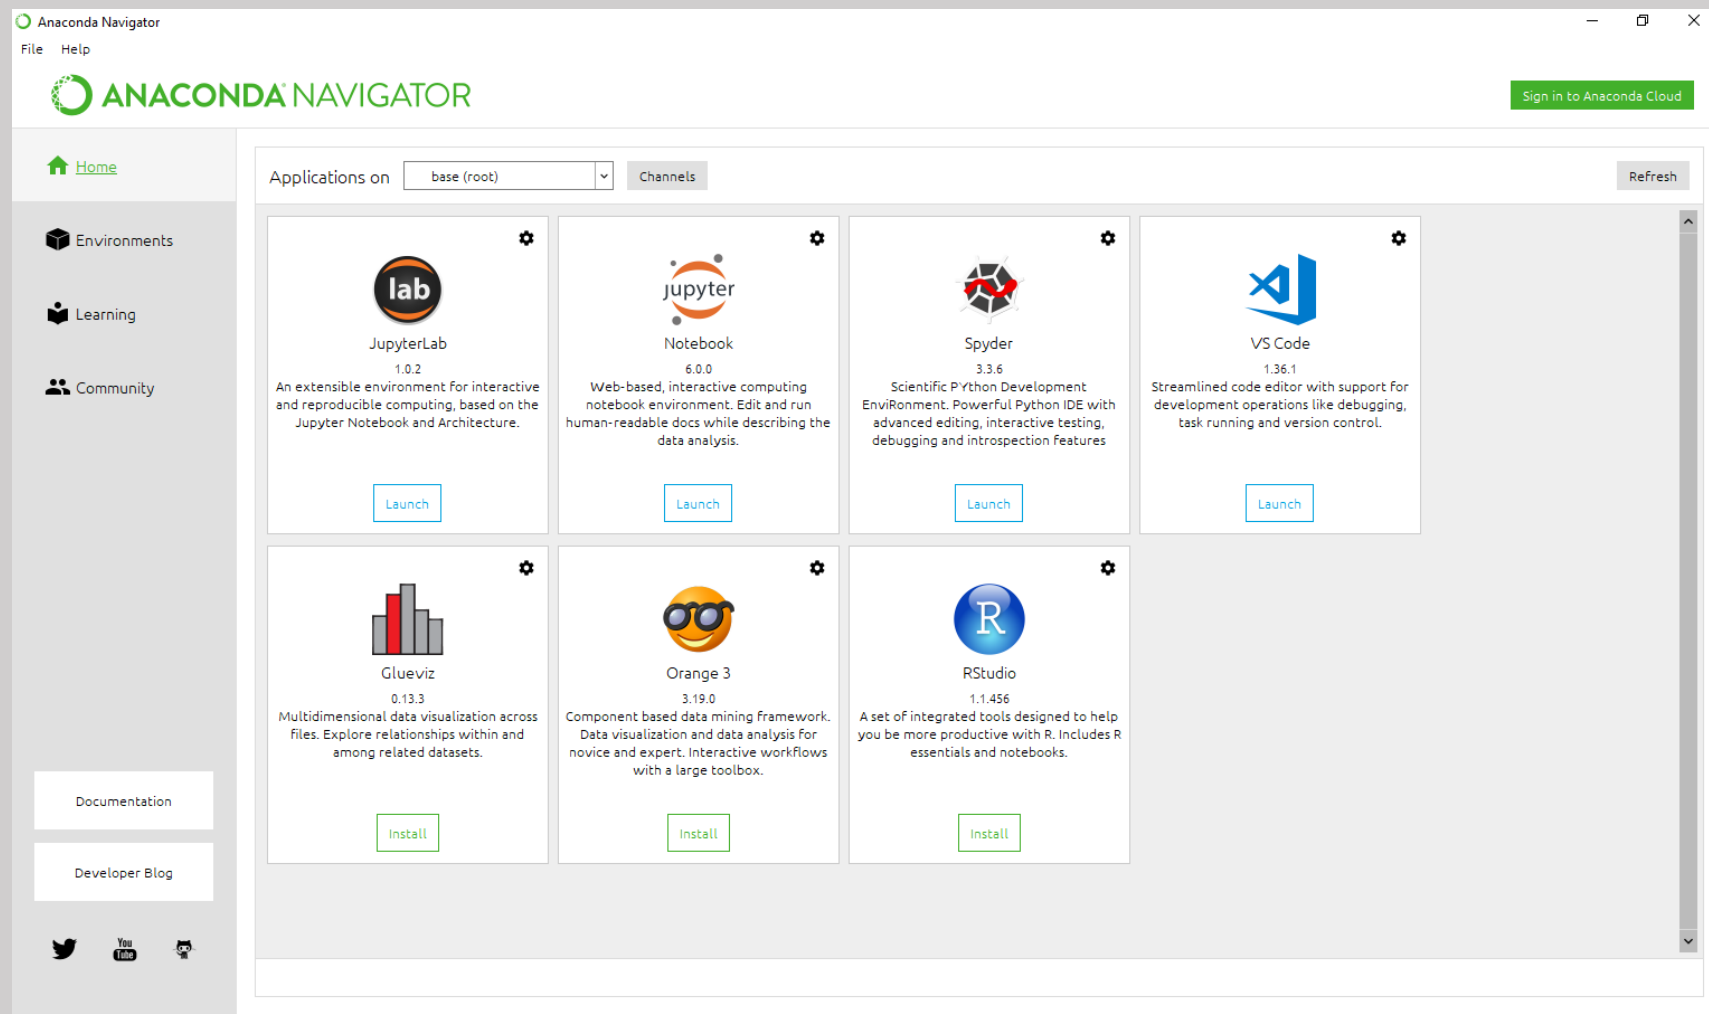 Anaconda Navigator
File Help
ANACONDA NAVIGATOR
Sign in to Anaconda Cloud
Home
Environments
Learning
Community
Documentation
Developer Blog
You
Tube
Applications on base (root) Channels Refresh
lab
JupyterLab
1.0.2
An extensible environment for interactive
and reproducible computing, based on the
Jupyter Notebook and Architecture.
Launch
jupyter
Notebook
6.0.0
Web-based, interactive computing
notebook environment. Edit and run
human-readable docs while describing the
data analysis.
Launch
Spyder
3.3.6
Scientific PYthon Development
EnviRonment. Powerful Python IDE with
advanced editing, interactive testing,
debugging and introspection features
Launch
VS Code
1.36.1
Streamlined code editor with support for
development operations like debugging,
task running and version control.
Launch
Glueviz
0.13.3
Multidimensional data visualization across
files. Explore relationships within and
among related datasets.
Install
Orange 3
3.19.0
Component based data mining framework.
Data visualization and data analysis for
novice and expert. Interactive workflows
with a large toolbox.
Install
R
RStudio
1.1.456
A set of integrated tools designed to help
you be more productive with R. Includes R
essentials and notebooks.
Install